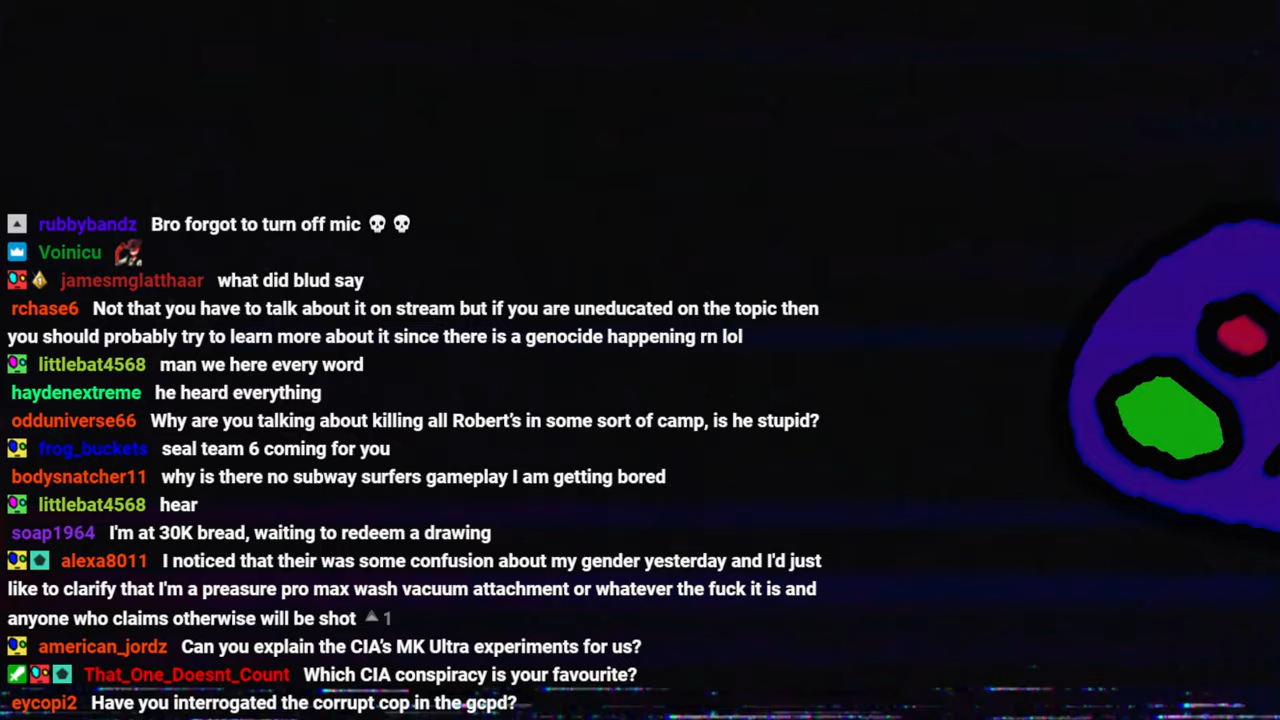 rubbybandz Bro forgot to turn off mic 💀 💀
Voinicu
jamesmglatthaar what did blud say
rchase6 Not that you have to talk about it on stream but if you are uneducated on the topic then
you should probably try to learn more about it since there is a genocide happening rn lol
littlebat4568 man we here every word
haydenextreme he heard everything
odduniverse66 Why are you talking about killing all Robert's in some sort of camp, is he stupid?
frog_buckets seal team 6 coming for you
bodysnatcher11 why is there no subway surfers gameplay I am getting bored
littlebat4568 hear
soap1964 I'm at 30K bread, waiting to redeem a drawing
alexa8011 I noticed that their was some confusion about my gender yesterday and I'd just
like to clarify that I'm a preasure pro max wash vacuum attachment or whatever the fuck it is and
anyone who claims otherwise will be shot 1
american_jordz Can you explain the CIA's MK Ultra experiments for us?
That_One_Doesnt_Count Which CIA conspiracy is your favourite?
eycopi2 Have you interrogated the corrupt cop in the gcpd?